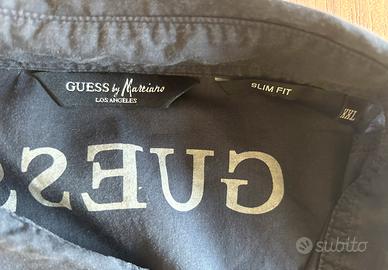 GUESS by Marciano
LOS ANGELES
SLIM FIT
XXL
GUESS
subito